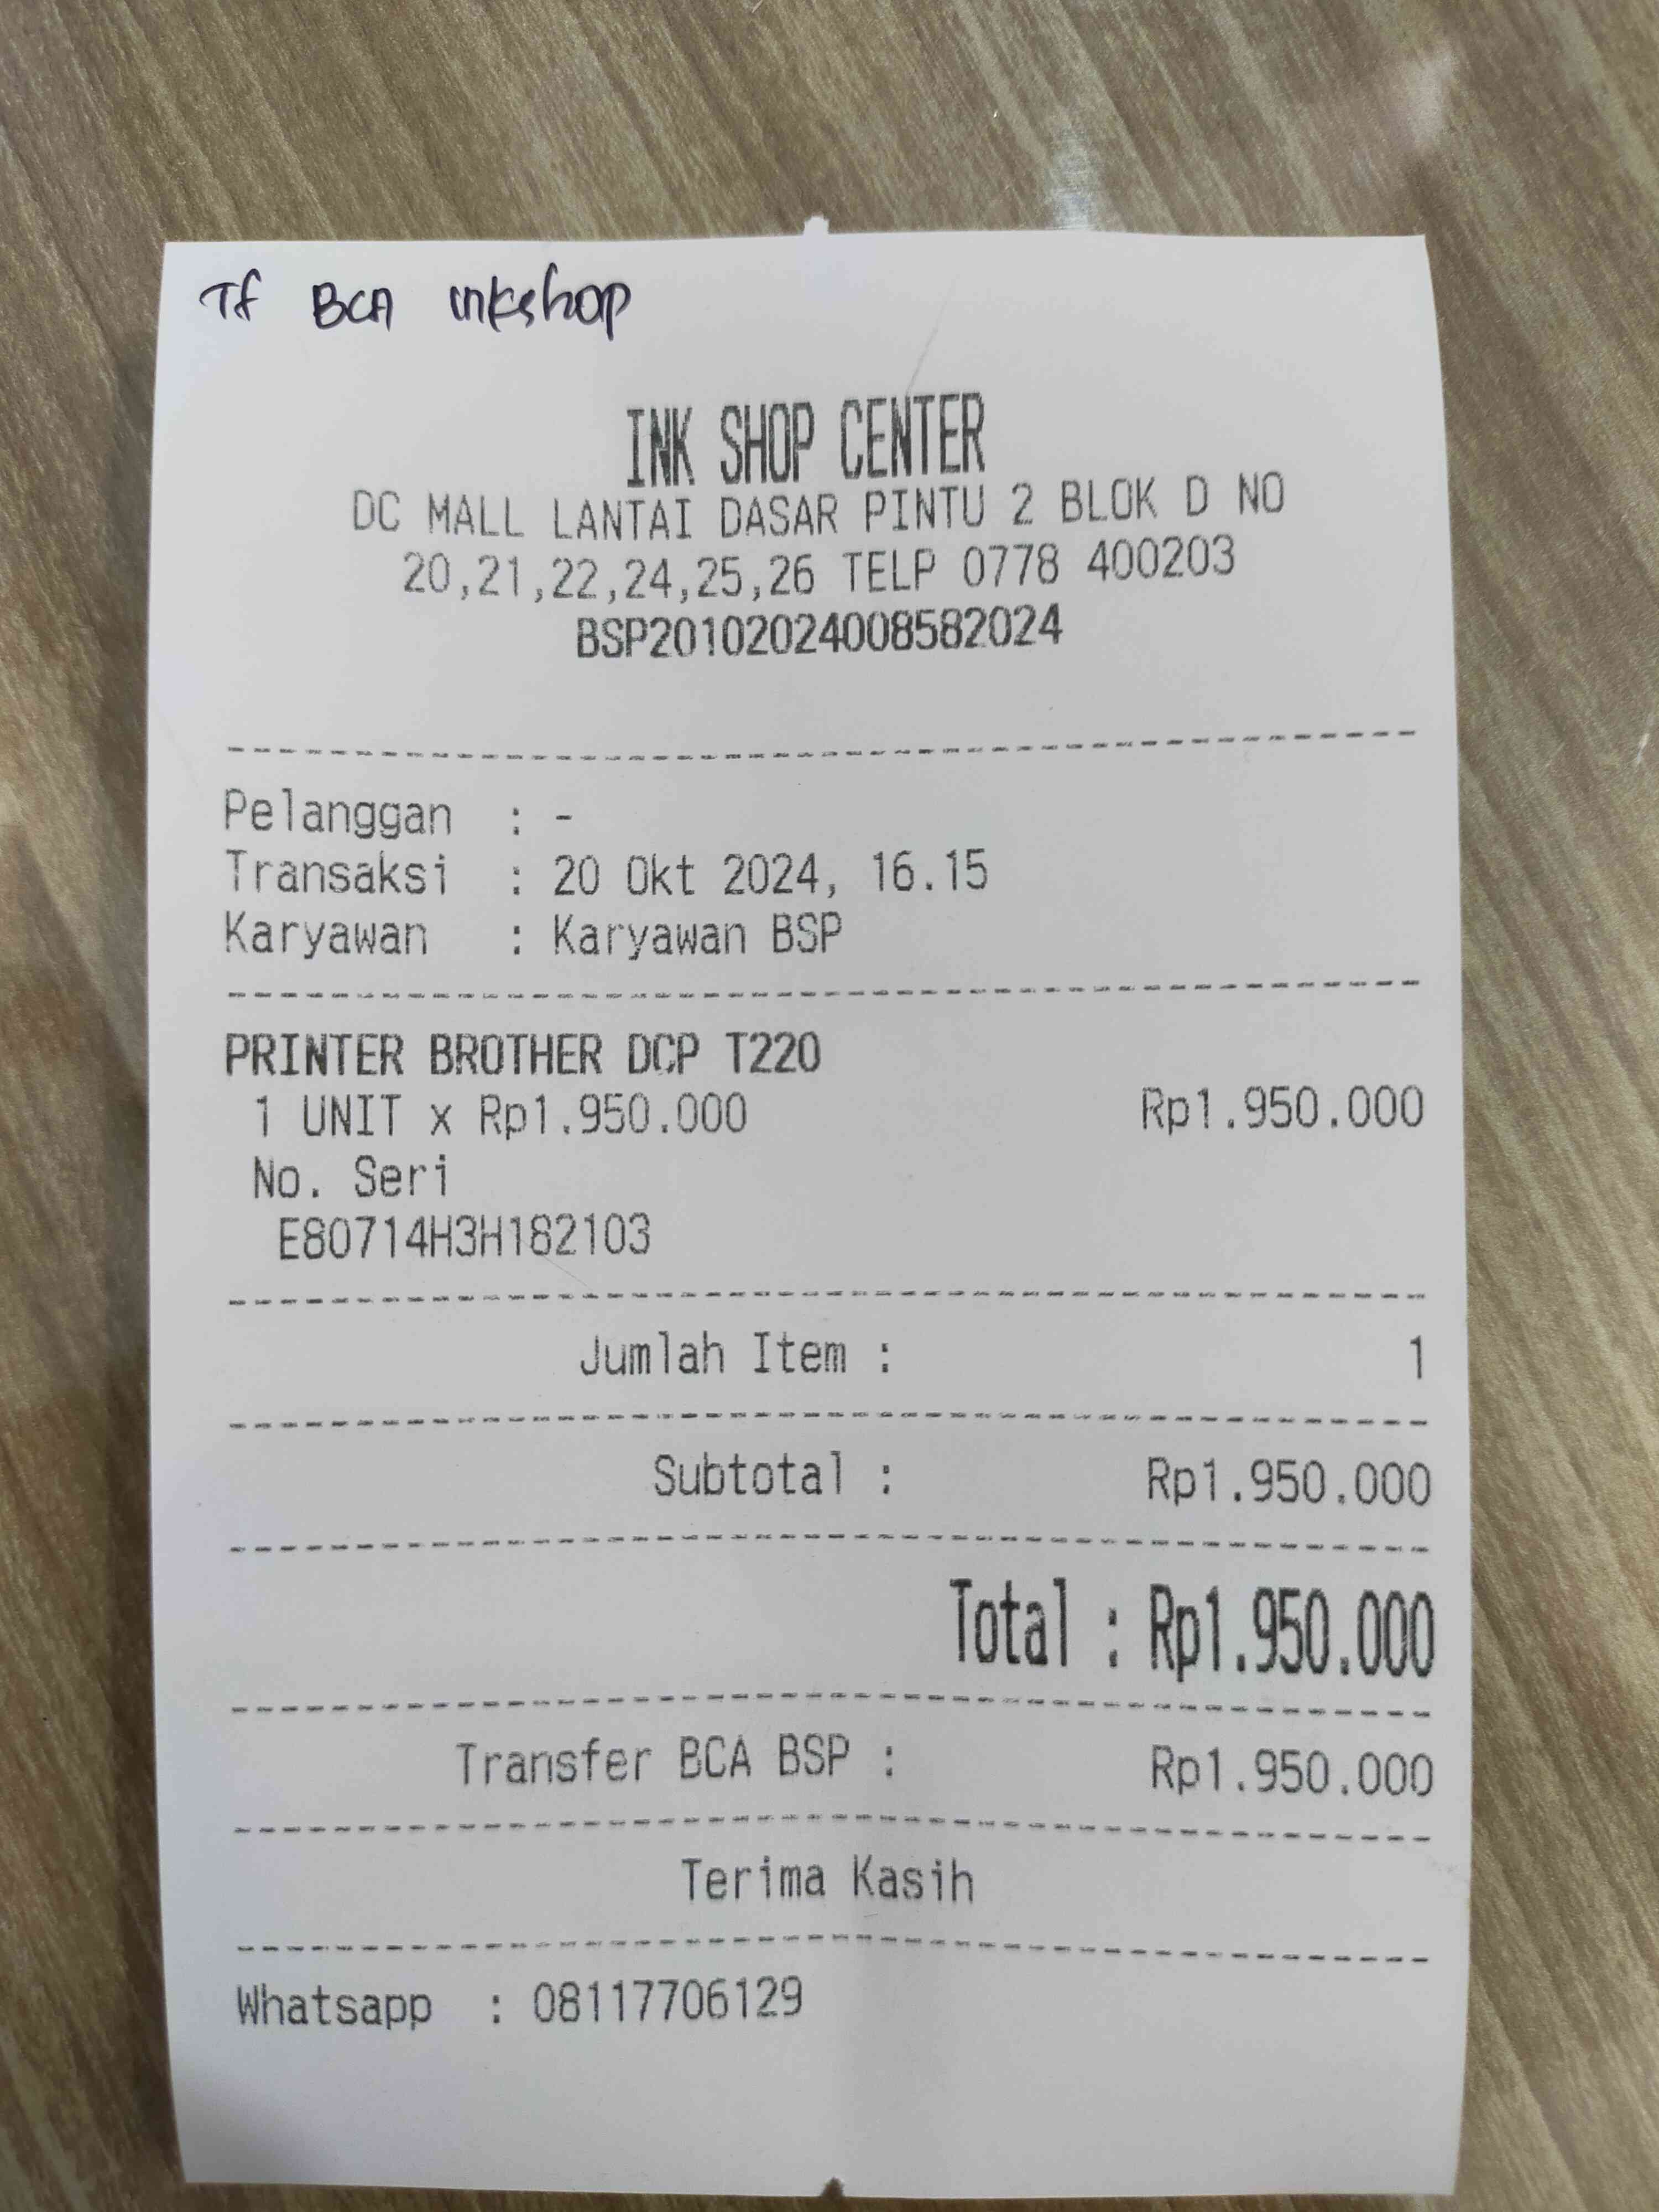 Tf BCA inkshop
INK SHOP CENTER
DC MALL LANTAI DASAR PINTU 2 BLOK D NO
20,21,22,24,25,26 TELP 0778 400203
BSP20102024008582024
Pelanggan : -
Transaksi : 20 Okt 2024, 16.15
Karyawan : Karyawan BSP
PRINTER BROTHER DCP T220
1 UNIT x Rp1.950.000 Rp1.950.000
No. Seri
E80714H3H182103
Jumlah Item : 1
Subtotal : Rp1.950.000
Total : Rp1.950.000
Transfer BCA BSP : Rp1.950.000
Terima Kasih
Whatsapp : 08117706129